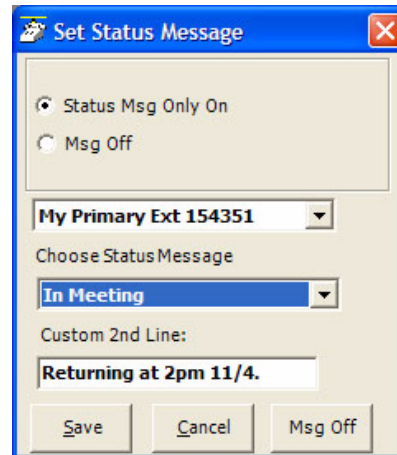 Set Status Message
Status Msg Only On
Msg Off
My Primary Ext 154351
Choose Status Message
In Meeting
Custom 2nd Line:
Returning at 2pm 11/4.
Save Cancel Msg Off